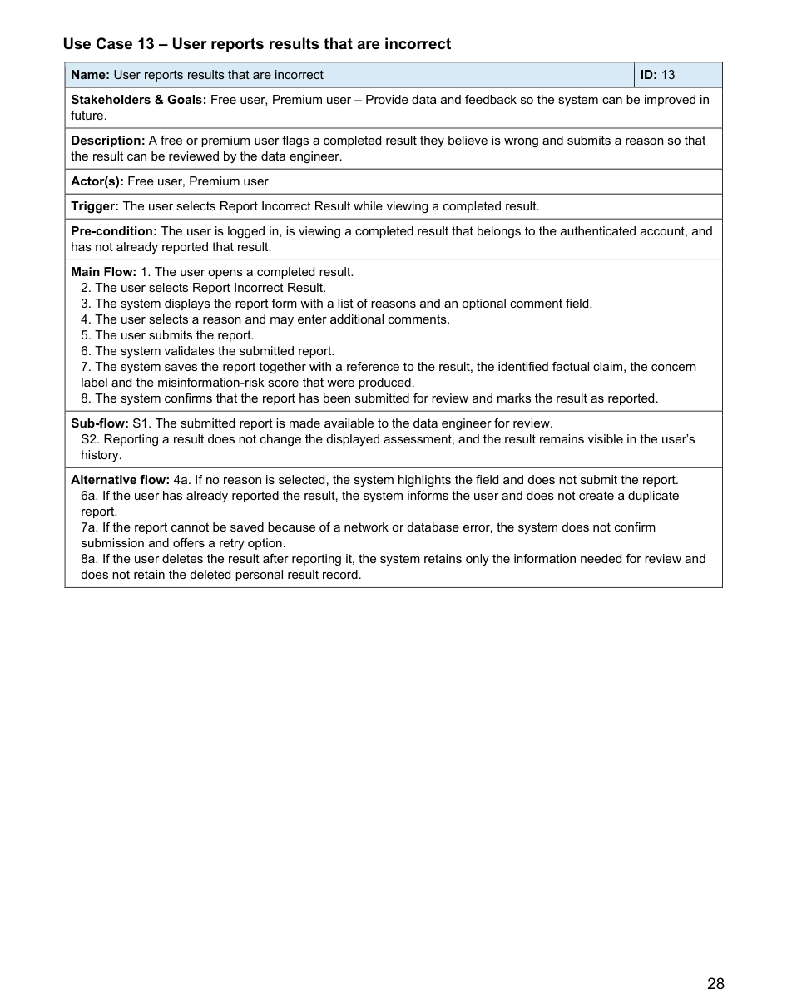 Use Case 13 – User reports results that are incorrect
Name: User reports results that are incorrect ID: 13
Stakeholders & Goals: Free user, Premium user – Provide data and feedback so the system can be improved in
future.
Description: A free or premium user flags a completed result they believe is wrong and submits a reason so that
the result can be reviewed by the data engineer.
Actor(s): Free user, Premium user
Trigger: The user selects Report Incorrect Result while viewing a completed result.
Pre-condition: The user is logged in, is viewing a completed result that belongs to the authenticated account, and
has not already reported that result.
Main Flow: 1. The user opens a completed result.
2. The user selects Report Incorrect Result.
3. The system displays the report form with a list of reasons and an optional comment field.
4. The user selects a reason and may enter additional comments.
5. The user submits the report.
6. The system validates the submitted report.
7. The system saves the report together with a reference to the result, the identified factual claim, the concern
label and the misinformation-risk score that were produced.
8. The system confirms that the report has been submitted for review and marks the result as reported.
Sub-flow: S1. The submitted report is made available to the data engineer for review.
S2. Reporting a result does not change the displayed assessment, and the result remains visible in the user's
history.
Alternative flow: 4a. If no reason is selected, the system highlights the field and does not submit the report.
6a. If the user has already reported the result, the system informs the user and does not create a duplicate
report.
7a. If the report cannot be saved because of a network or database error, the system does not confirm
submission and offers a retry option.
8a. If the user deletes the result after reporting it, the system retains only the information needed for review and
does not retain the deleted personal result record.
28